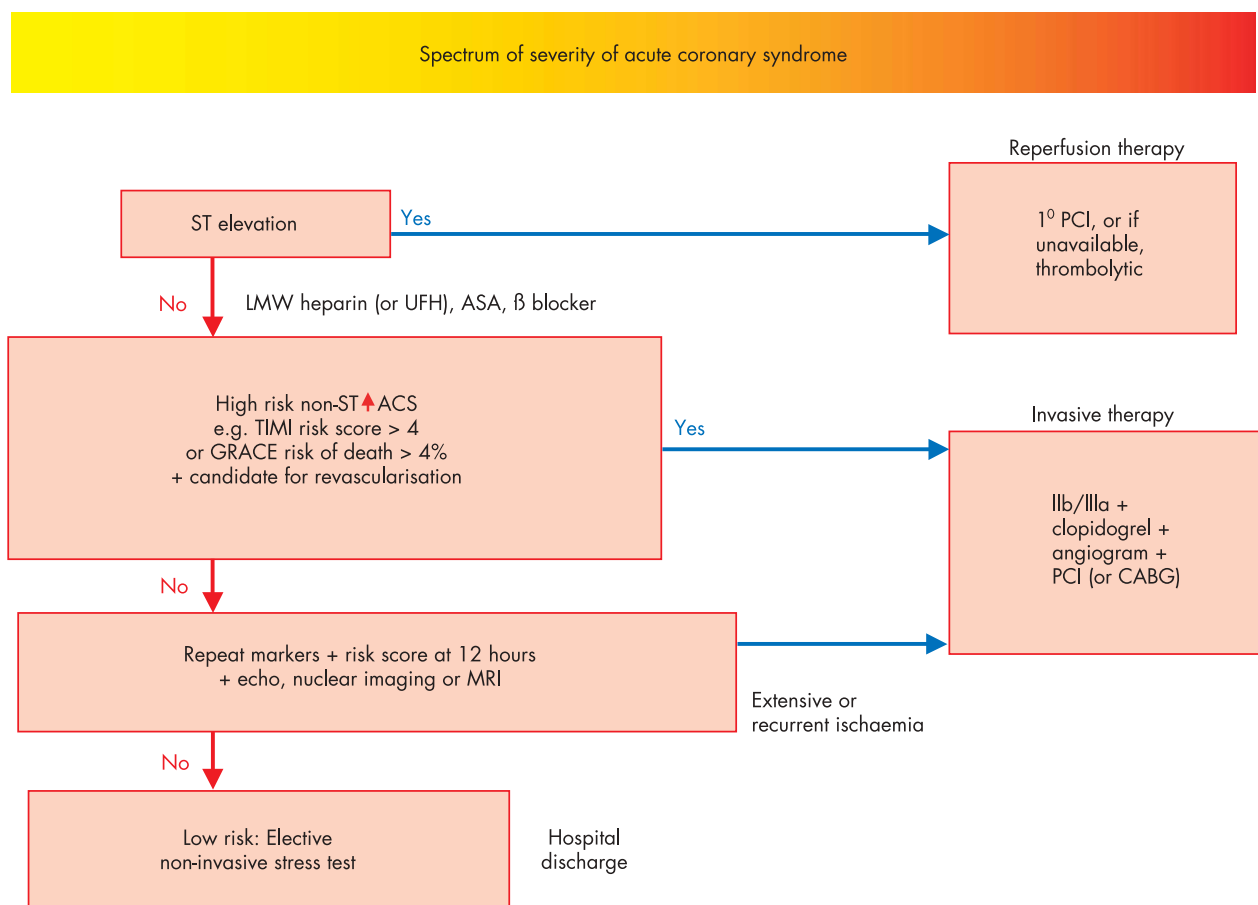 Spectrum of severity of acute coronary syndrome
Reperfusion therapy
ST elevation
Yes
1⁰ PCI, or if
unavailable,
thrombolytic
No
LMW heparin (or UFH), ASA, ß blocker
High risk non-ST↑ACS
e.g. TIMI risk score > 4
or GRACE risk of death > 4%
+ candidate for revascularisation
Yes
Invasive therapy
IIb/IIIa +
clopidogrel +
angiogram +
PCI (or CABG)
No
Repeat markers + risk score at 12 hours
+ echo, nuclear imaging or MRI
Extensive or
recurrent ischaemia
No
Low risk: Elective
non-invasive stress test
Hospital
discharge